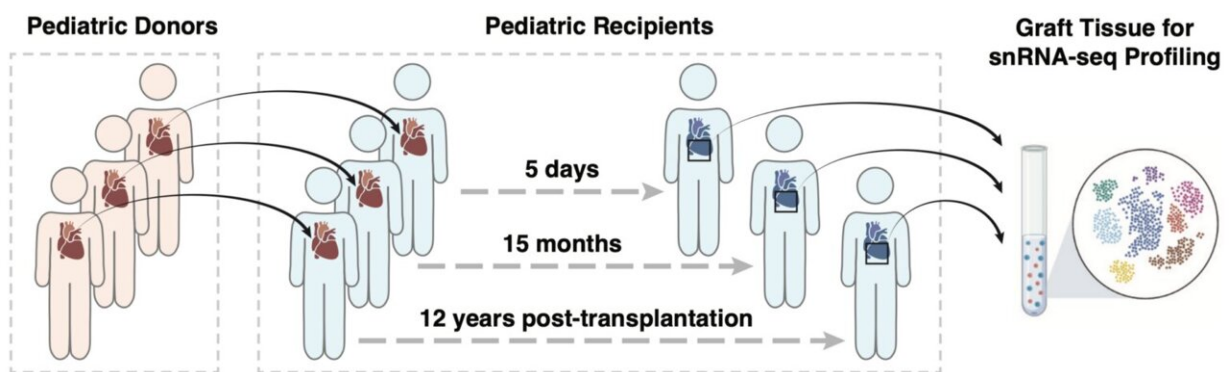 Pediatric Donors
Pediatric Recipients
Graft Tissue for
snRNA-seq Profiling
5 days
15 months
12 years post-transplantation